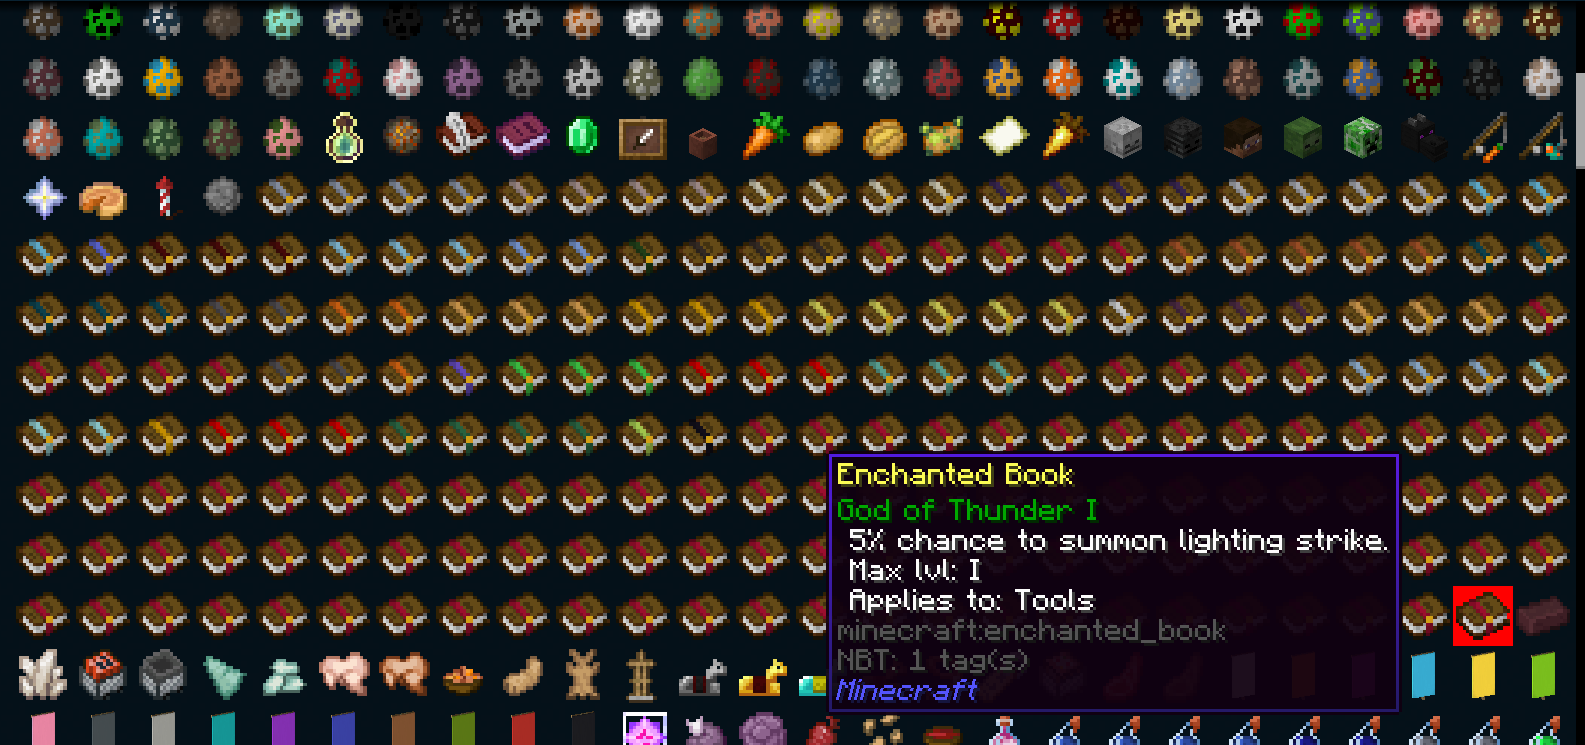 Enchanted Book
God of Thunder I
5% chance to summon lighting strike.
Max lvl: I
Applies to: Tools
minecraft:enchanted_book
NBT: 1 tag(s)
Minecraft